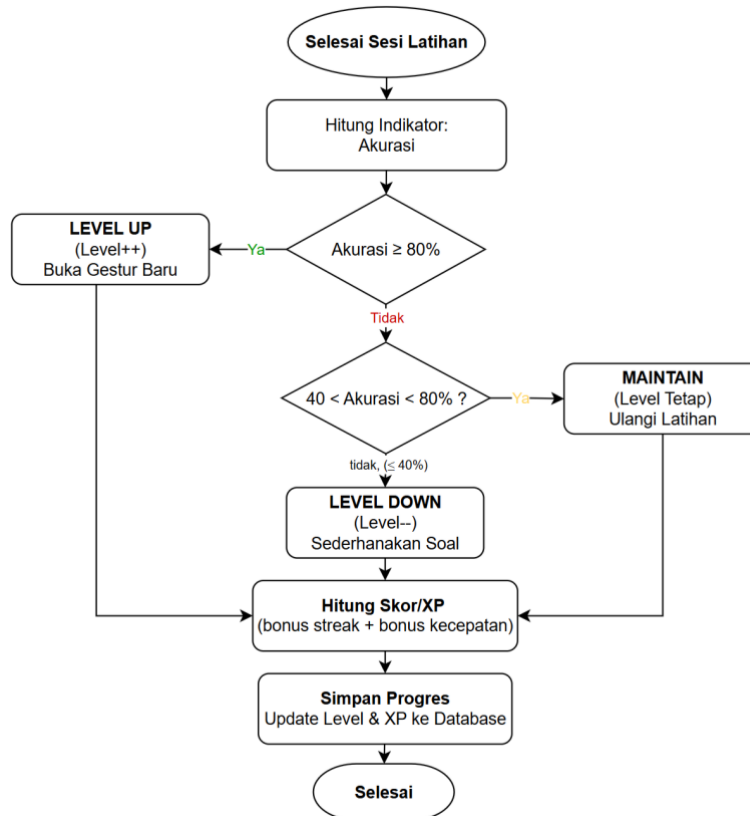 Selesai Sesi Latihan
Hitung Indikator:
Akurasi
Akurasi ≥ 80%
Ya
LEVEL UP
(Level++)
Buka Gestur Baru
Tidak
40 < Akurasi < 80% ?
Ya
MAINTAIN
(Level Tetap)
Ulangi Latihan
tidak, (≤ 40%)
LEVEL DOWN
(Level--)
Sederhanakan Soal
Hitung Skor/XP
(bonus streak + bonus kecepatan)
Simpan Progres
Update Level & XP ke Database
Selesai